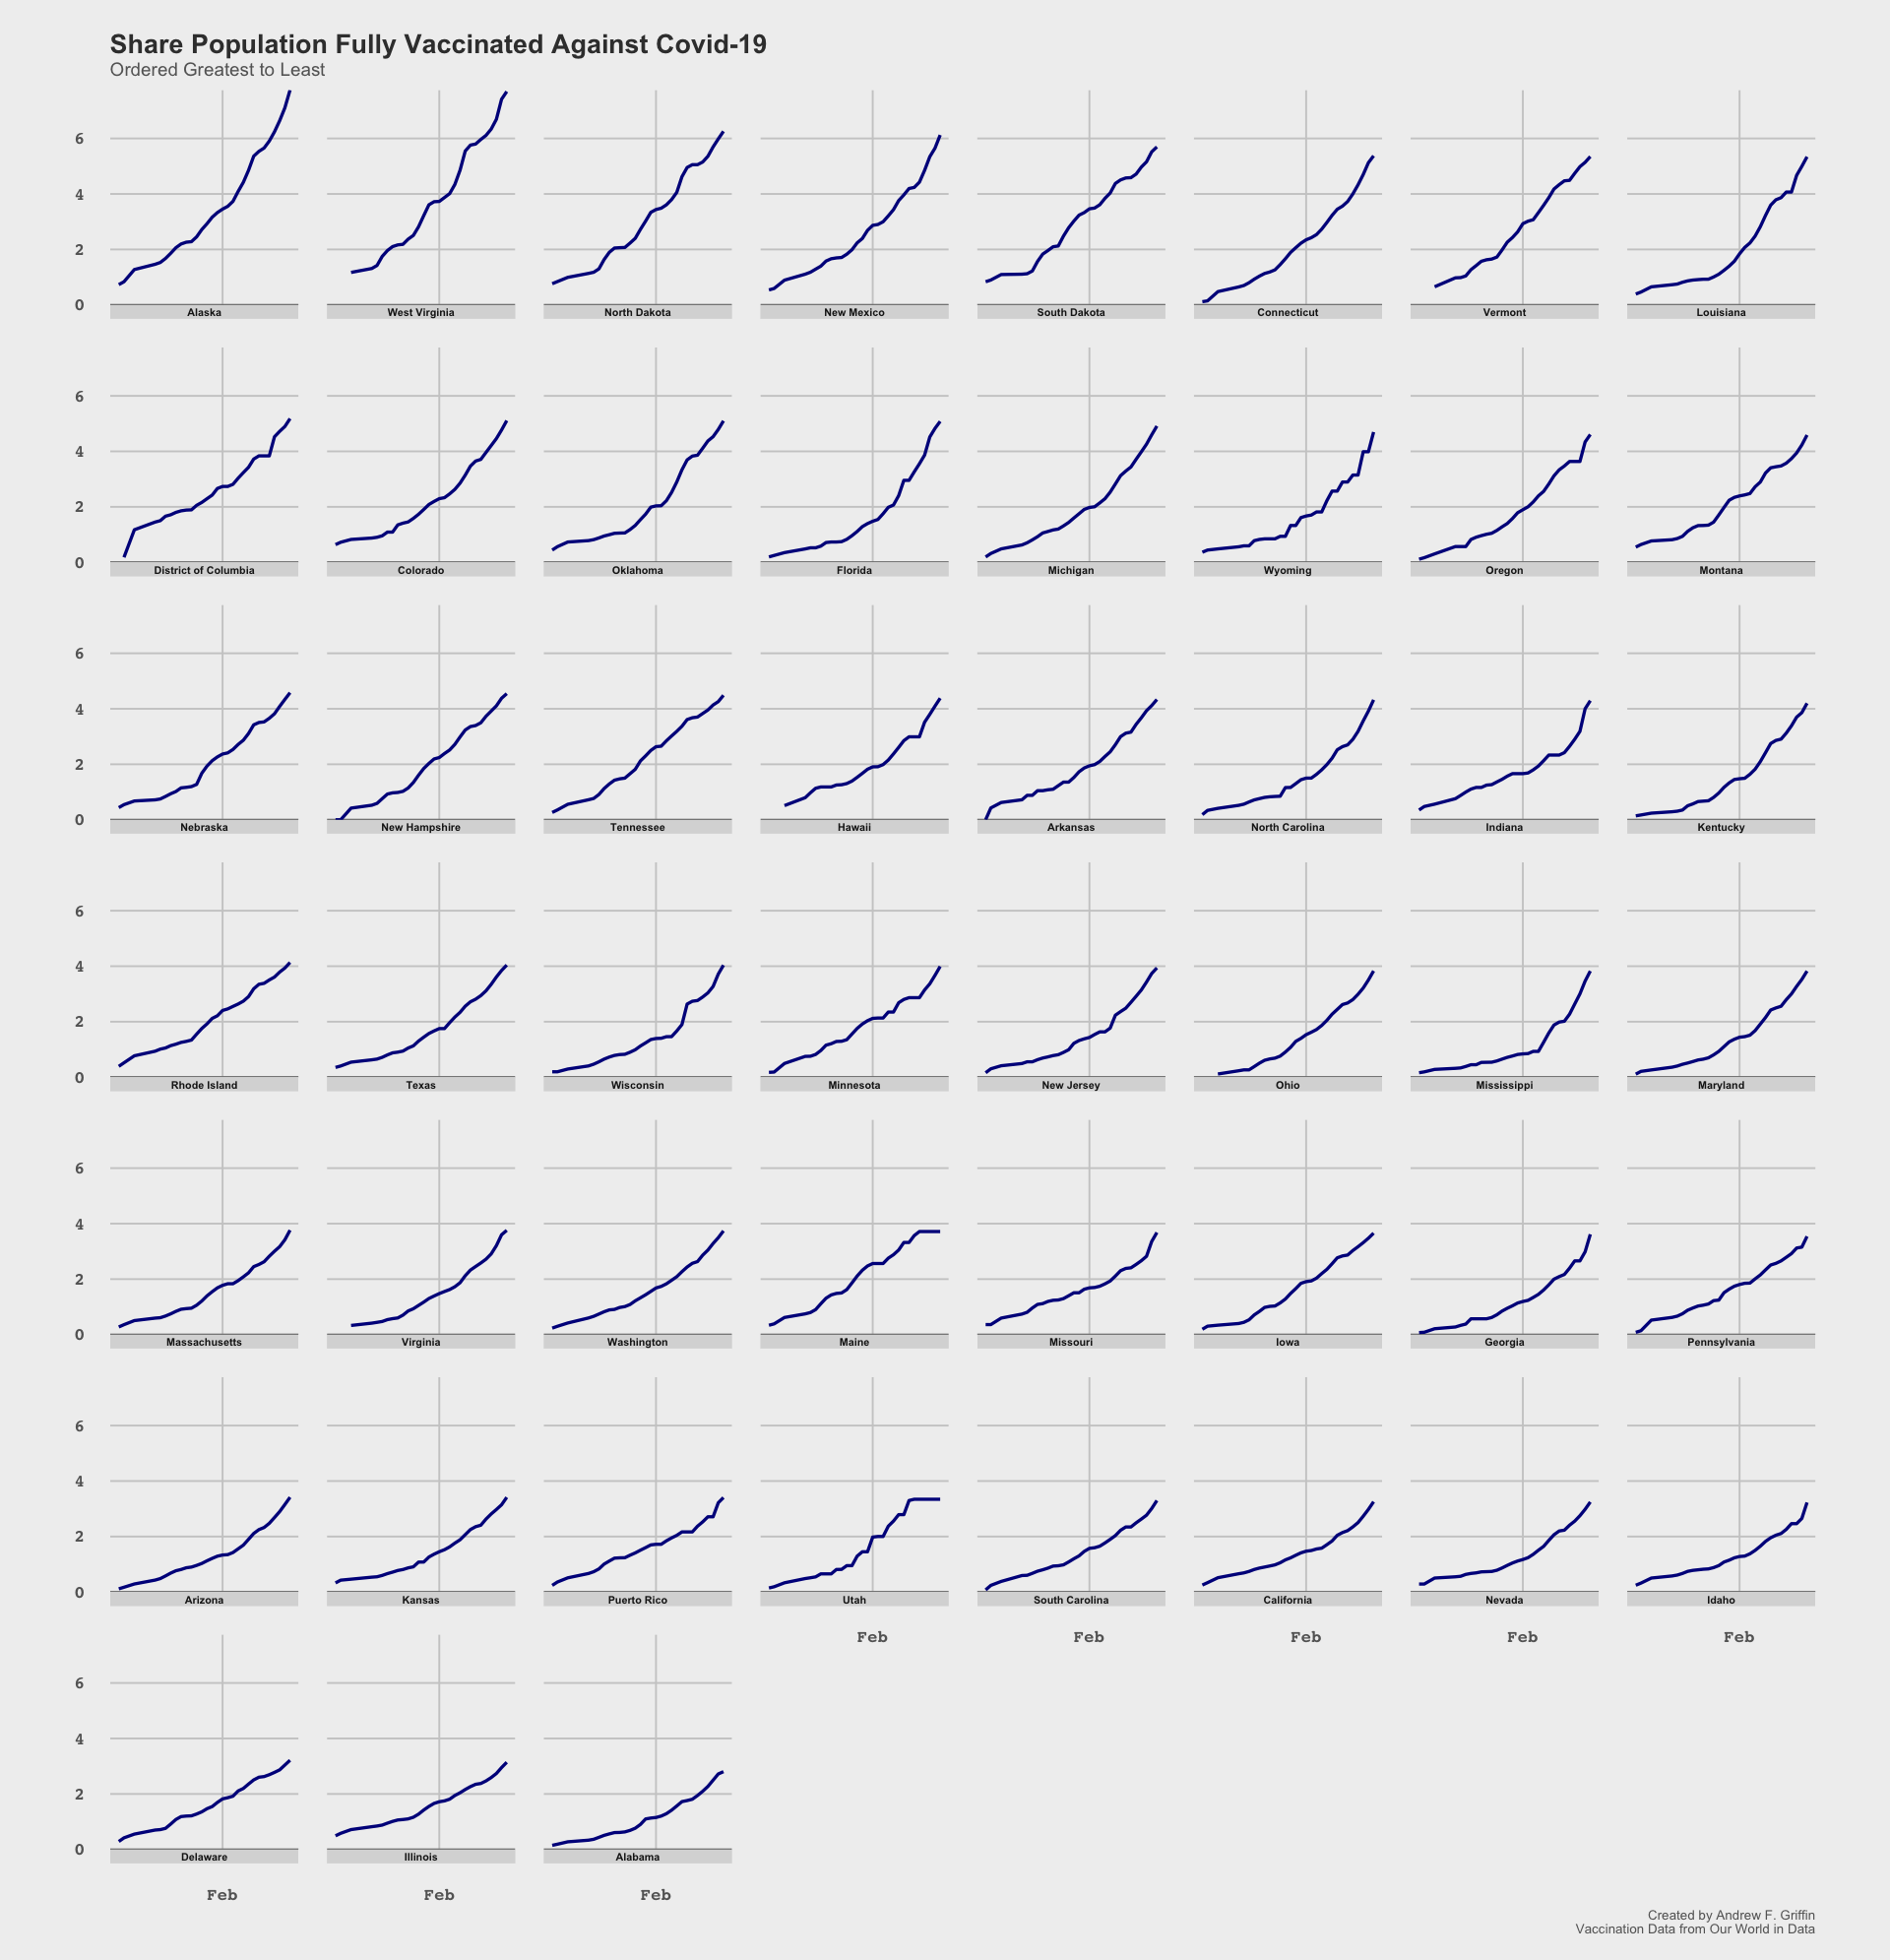 Share Population Fully Vaccinated Against Covid-19
Ordered Greatest to Least
6
4
2
0
Alaska
West Virginia
North Dakota
New Mexico
South Dakota
Connecticut
Vermont
Louisiana
6
4
2
0
District of Columbia
Colorado
Oklahoma
Florida
Michigan
Wyoming
Oregon
Montana
6
4
2
0
Nebraska
New Hampshire
Tennessee
Hawaii
Arkansas
North Carolina
Indiana
Kentucky
6
4
2
0
Rhode Island
Texas
Wisconsin
Minnesota
New Jersey
Ohio
Mississippi
Maryland
6
4
2
0
Massachusetts
Virginia
Washington
Maine
Missouri
Iowa
Georgia
Pennsylvania
6
4
2
0
Arizona
Kansas
Puerto Rico
Utah
South Carolina
California
Nevada
Idaho
Feb
Feb
Feb
Feb
Feb
6
4
2
0
Delaware
Illinois
Alabama
Feb
Feb
Feb
Created by Andrew F. Griffin
Vaccination Data from Our World in Data